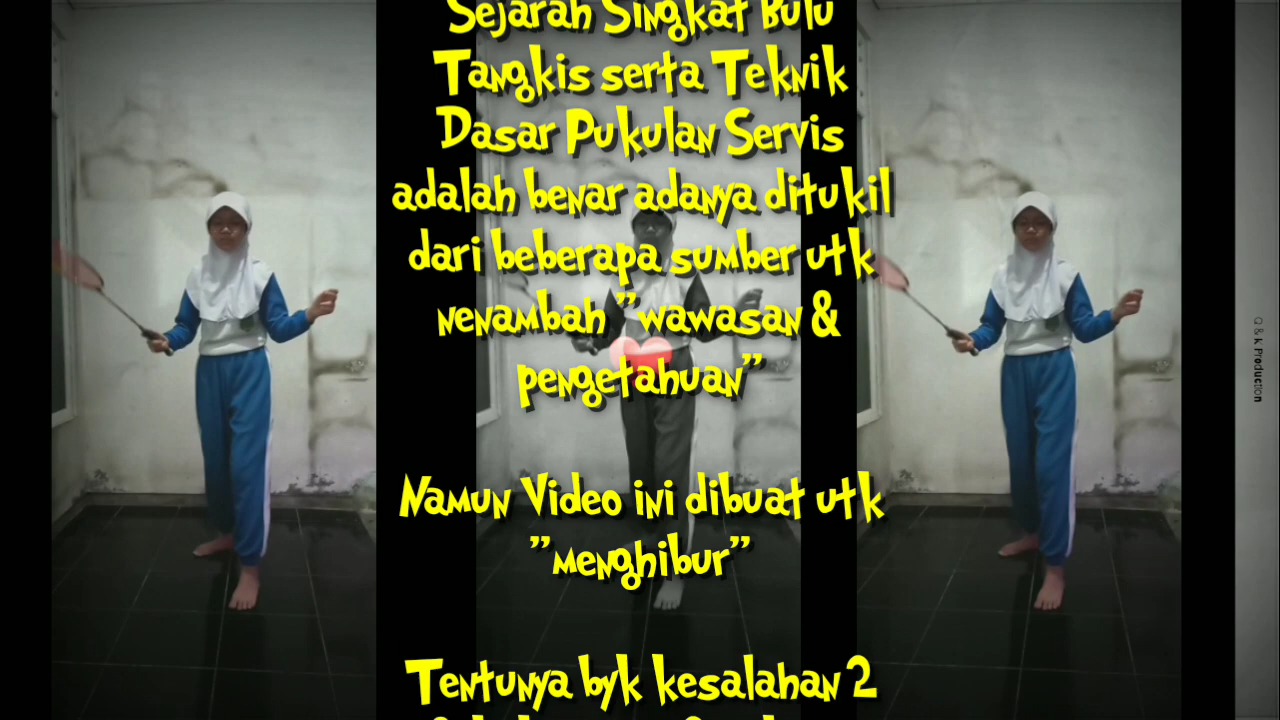 Sejarah Singkat Bulu
Tangkis serta Teknik
Dasar Pukulan Servis
adalah benar adanya ditukil
dari beberapa sumber utk
nenambah "wawasan &
pengetahuan"
Namun Video ini dibuat utk
"menghibur"
Tentunya byk kesalahan 2
Q & k Production